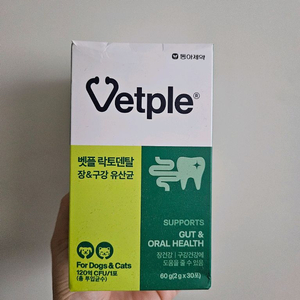 동아제약
Vetple®
벳플 락토덴탈
장&구강 유산균
For Dogs & Cats
120억 CFU/1포
(총 투입균수)
SUPPORTS
GUT &
ORAL HEALTH
장건강 | 구강건강에
도움을 줄 수 있음
60 g(2 g x 30포)